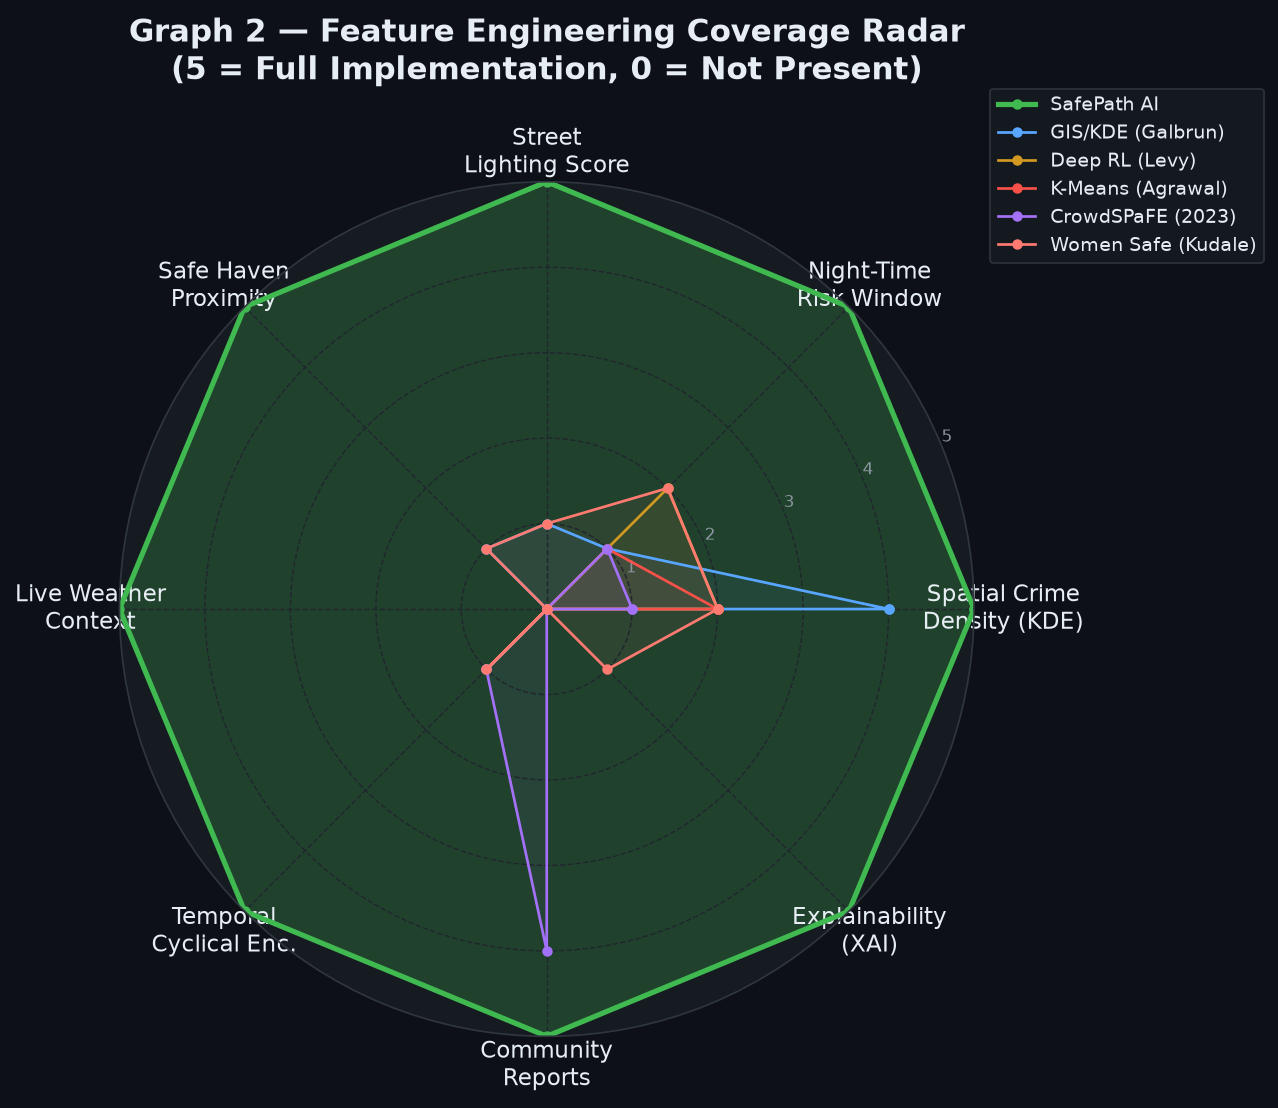 Graph 2 — Feature Engineering Coverage Radar
(5 = Full Implementation, 0 = Not Present)
SafePath AI
GIS/KDE (Galbrun)
Deep RL (Levy)
K-Means (Agrawal)
CrowdSPaFE (2023)
Women Safe (Kudale)
Street
Lighting Score
Safe Haven
Proximity
Night-Time
Risk Window
5
4
3
2
1
Live Weather
Context
Spatial Crime
Density (KDE)
Temporal
Cyclical Enc.
Explainability
(XAI)
Community
Reports